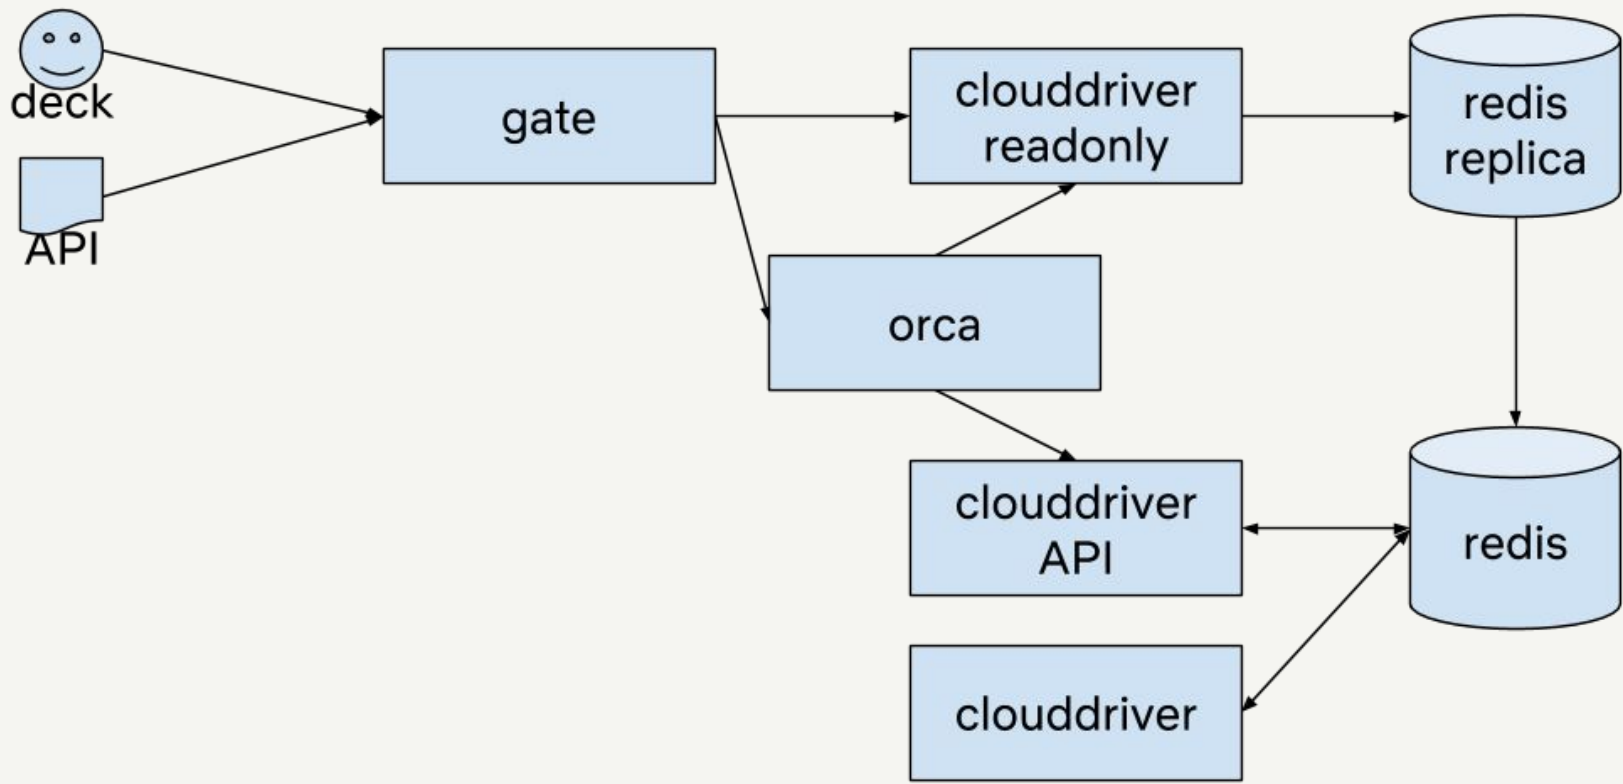 deck
API
gate
clouddriver
readonly
redis
replica
orca
clouddriver
API
redis
clouddriver